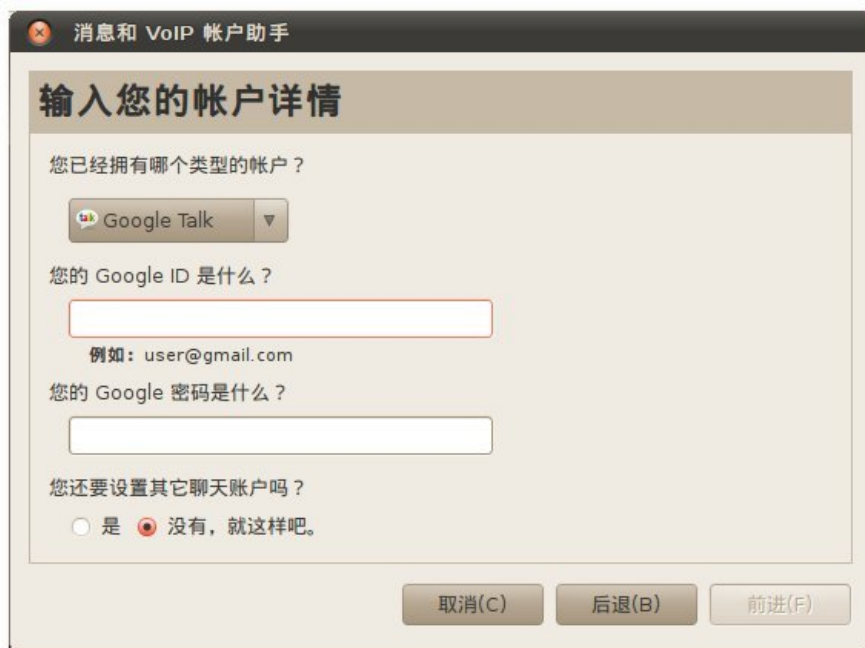 消息和 VoIP 帐户助手
输入您的帐户详情
您已经拥有哪个类型的帐户？
talk Google Talk
您的 Google ID 是什么？
例如：user@gmail.com
您的 Google 密码是什么？
您还要设置其它聊天账户吗？
是 没有，就这样吧。
取消(C) 后退(B) 前进(F)